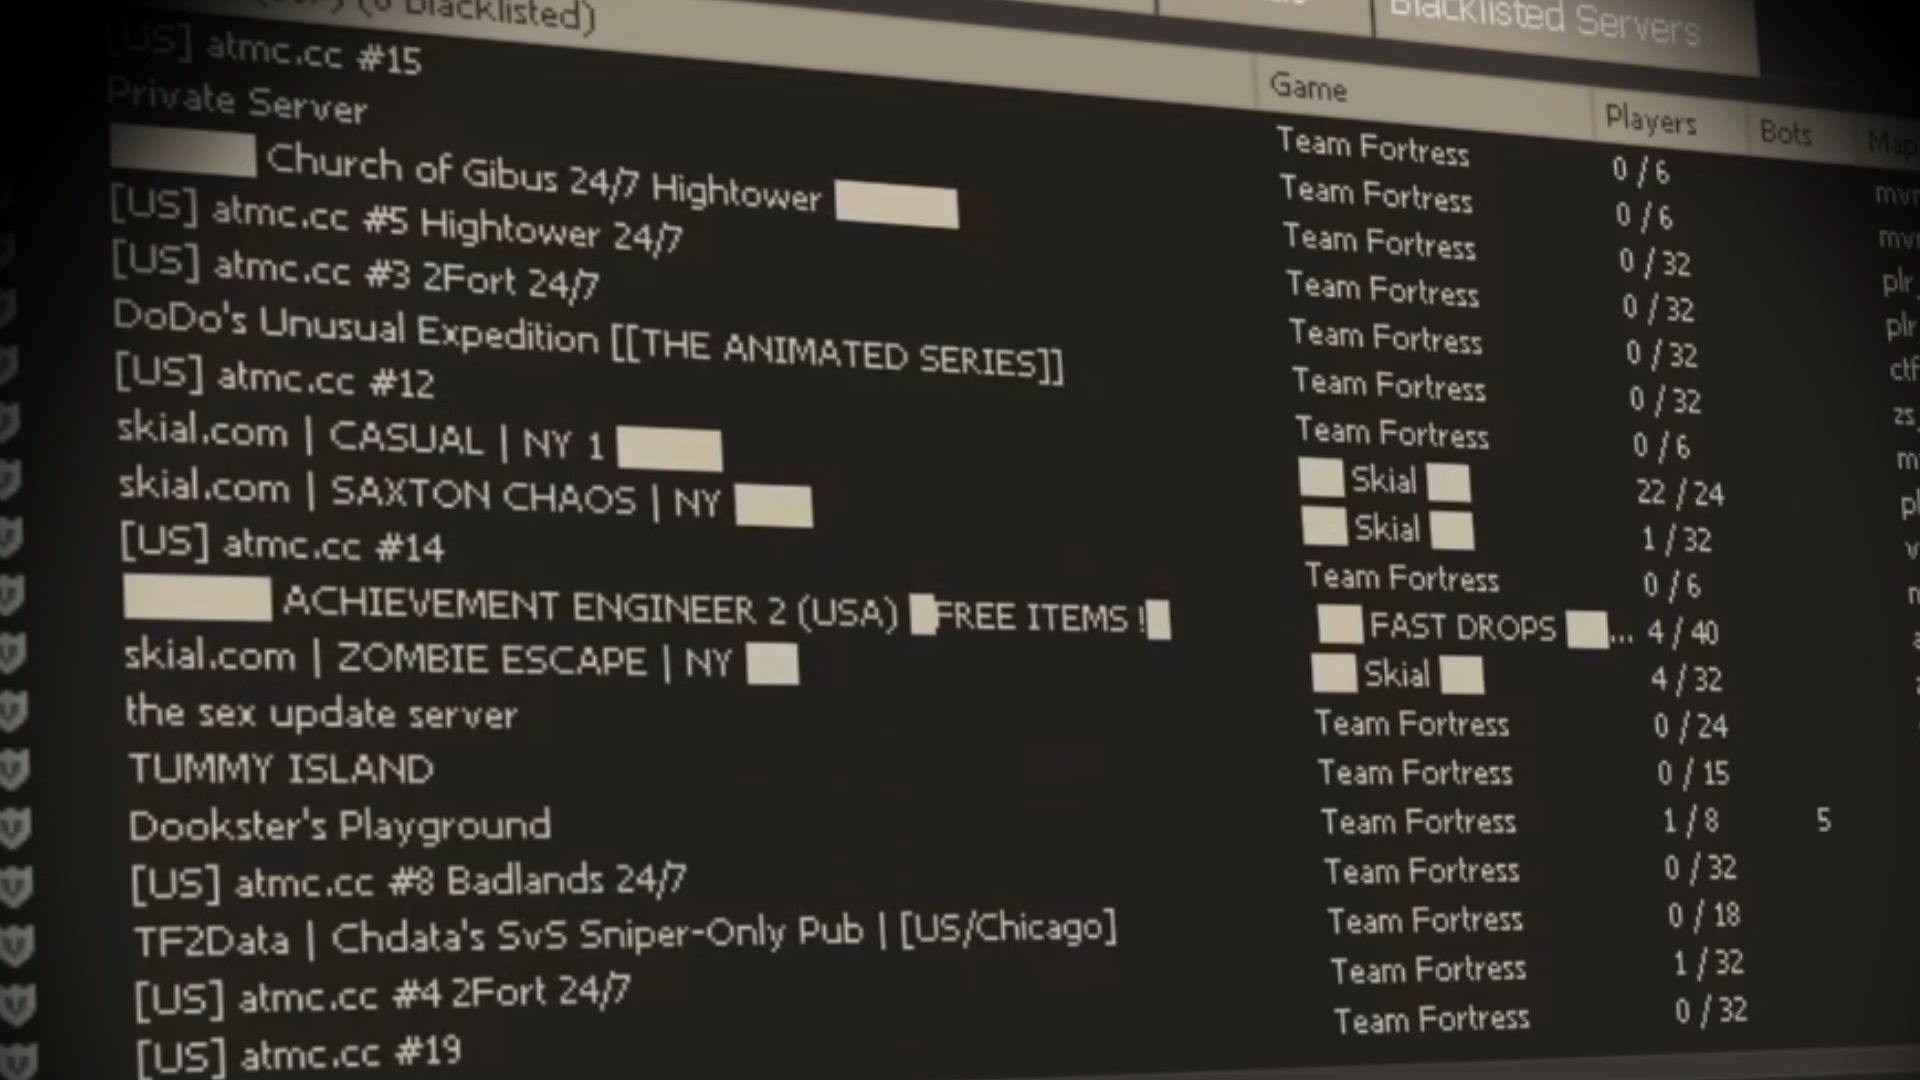 Blacklisted)
Blacklisted Servers
Game Players Bots Map
[US] atmc.cc #15 Team Fortress 0 / 6
Private Server Team Fortress 0 / 6
Church of Gibus 24/7 Hightower Team Fortress 0 / 32 plr_
[US] atmc.cc #5 Hightower 24/7 Team Fortress 0 / 32 plr
[US] atmc.cc #3 2Fort 24/7 Team Fortress 0 / 32 ctf
DoDo's Unusual Expedition [[THE ANIMATED SERIES]] Team Fortress 0 / 32 zs_
[US] atmc.cc #12 Team Fortress 0 / 6
skial.com | CASUAL | NY 1 Skial 22 / 24
skial.com | SAXTON CHAOS | NY Skial 1 / 32
[US] atmc.cc #14 Team Fortress 0 / 6
ACHIEVEMENT ENGINEER 2 (USA) FREE ITEMS ! FAST DROPS ... 4 / 40
skial.com | ZOMBIE ESCAPE | NY Skial 4 / 32
the sex update server Team Fortress 0 / 24
TUMMY ISLAND Team Fortress 0 / 15
Dookster's Playground Team Fortress 1 / 8 5
[US] atmc.cc #8 Badlands 24/7 Team Fortress 0 / 32
TF2Data | Chdata's SvS Sniper-Only Pub | [US/Chicago] Team Fortress 0 / 18
[US] atmc.cc #4 2Fort 24/7 Team Fortress 1 / 32
[US] atmc.cc #19 Team Fortress 0 / 32